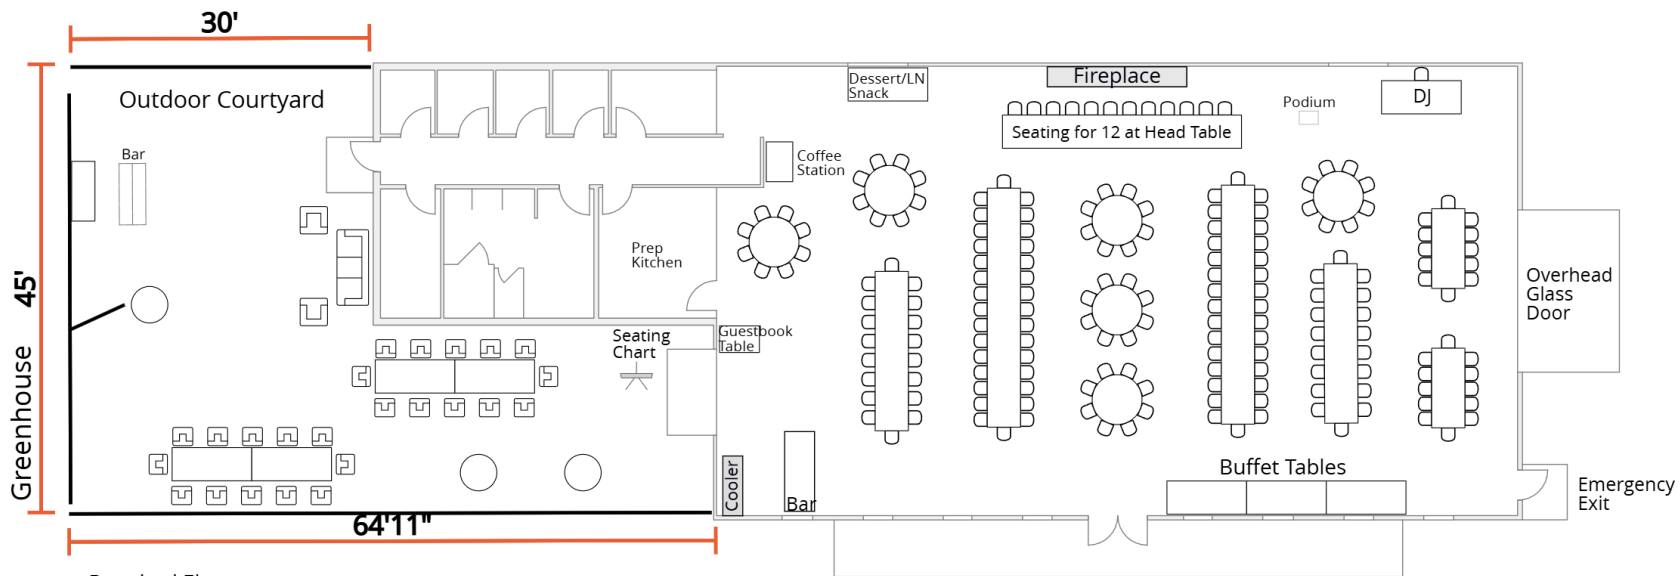 30'
Outdoor Courtyard
Bar
45'
Greenhouse
64'11"
Seating
Chart
Prep
Kitchen
Guestbook
Table
Coffee
Station
Dessert/LN
Snack
Fireplace
Seating for 12 at Head Table
Podium
DJ
Overhead
Glass
Door
Cooler
Bar
Buffet Tables
Emergency
Exit